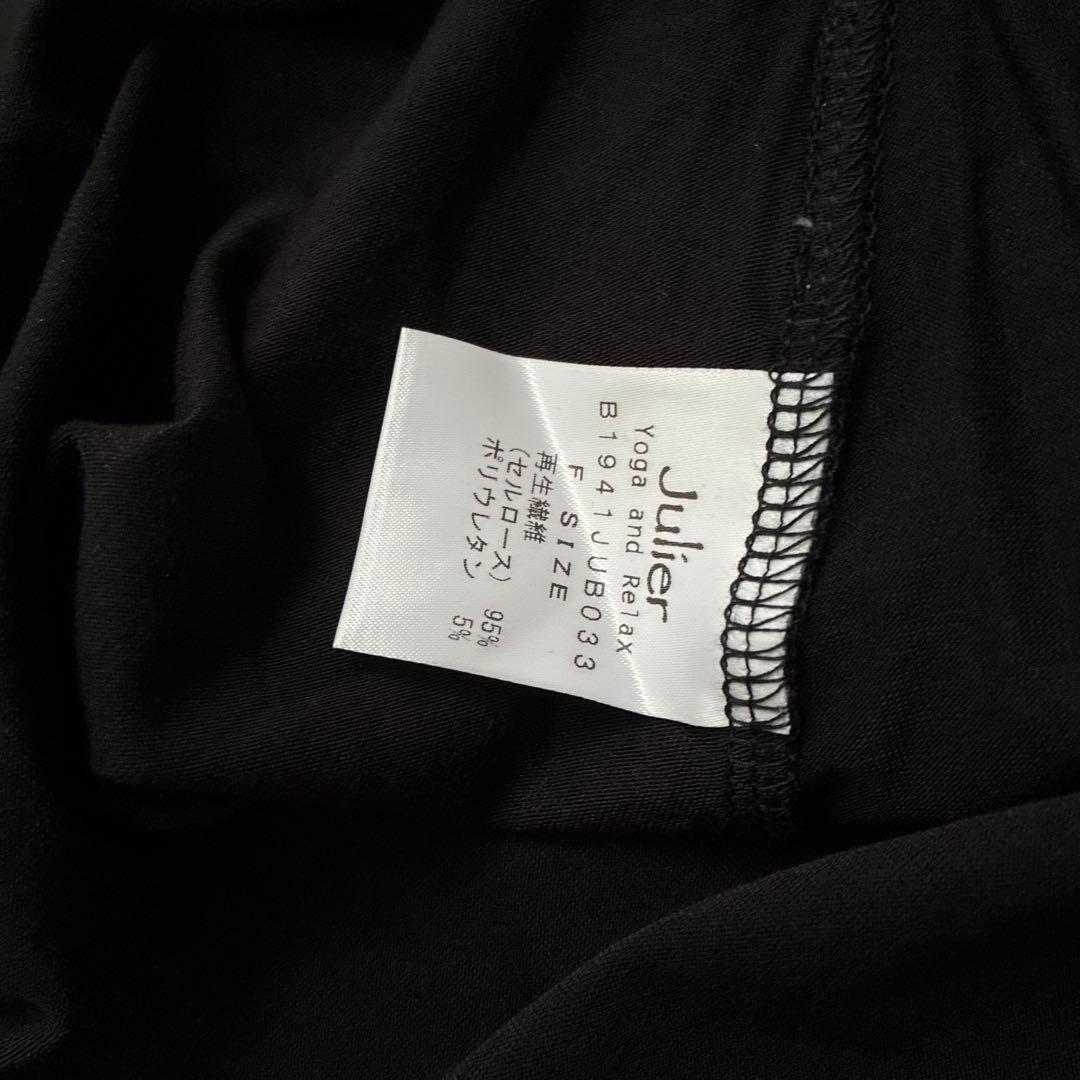 Julier
Yoga and Relax
B1941JUB033
F SIZE
再生繊維
(セルロース) 95%
ポリウレタン 5%